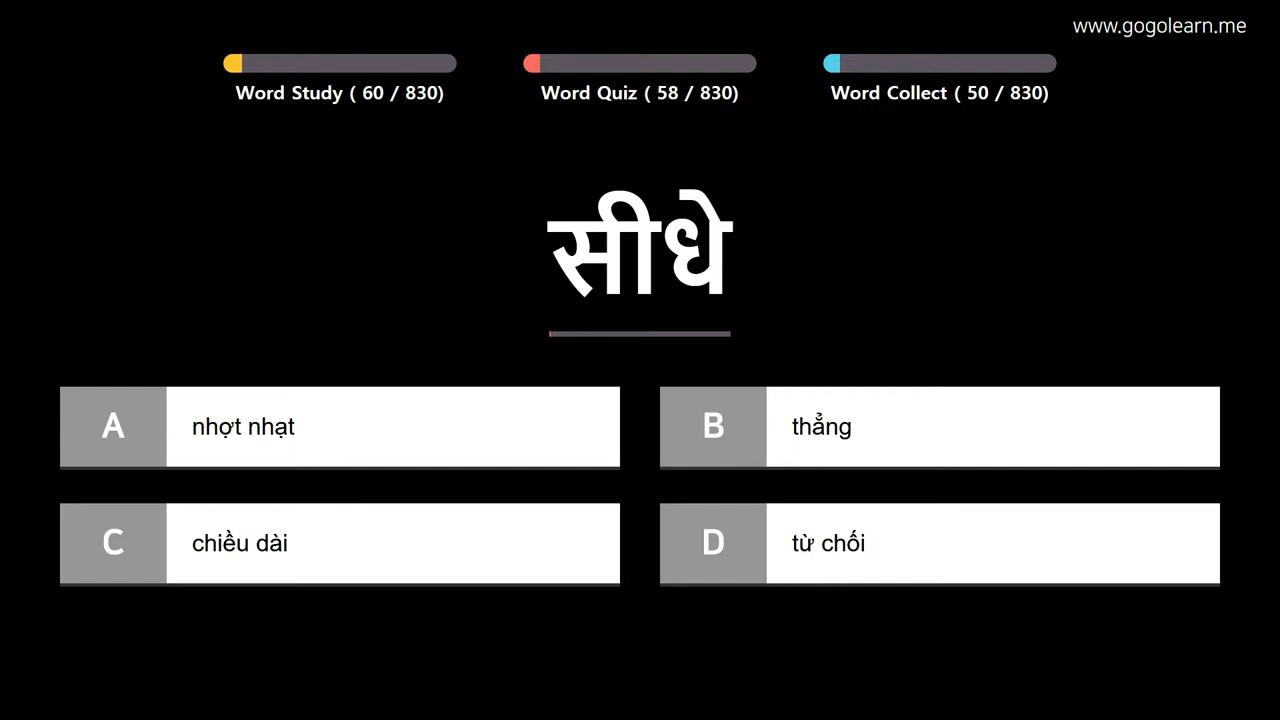 www.gogolearn.me
Word Study ( 60 / 830)
Word Quiz ( 58 / 830)
Word Collect ( 50 / 830)
सीधे
A nhợt nhạt
B thẳng
C chiều dài
D từ chối